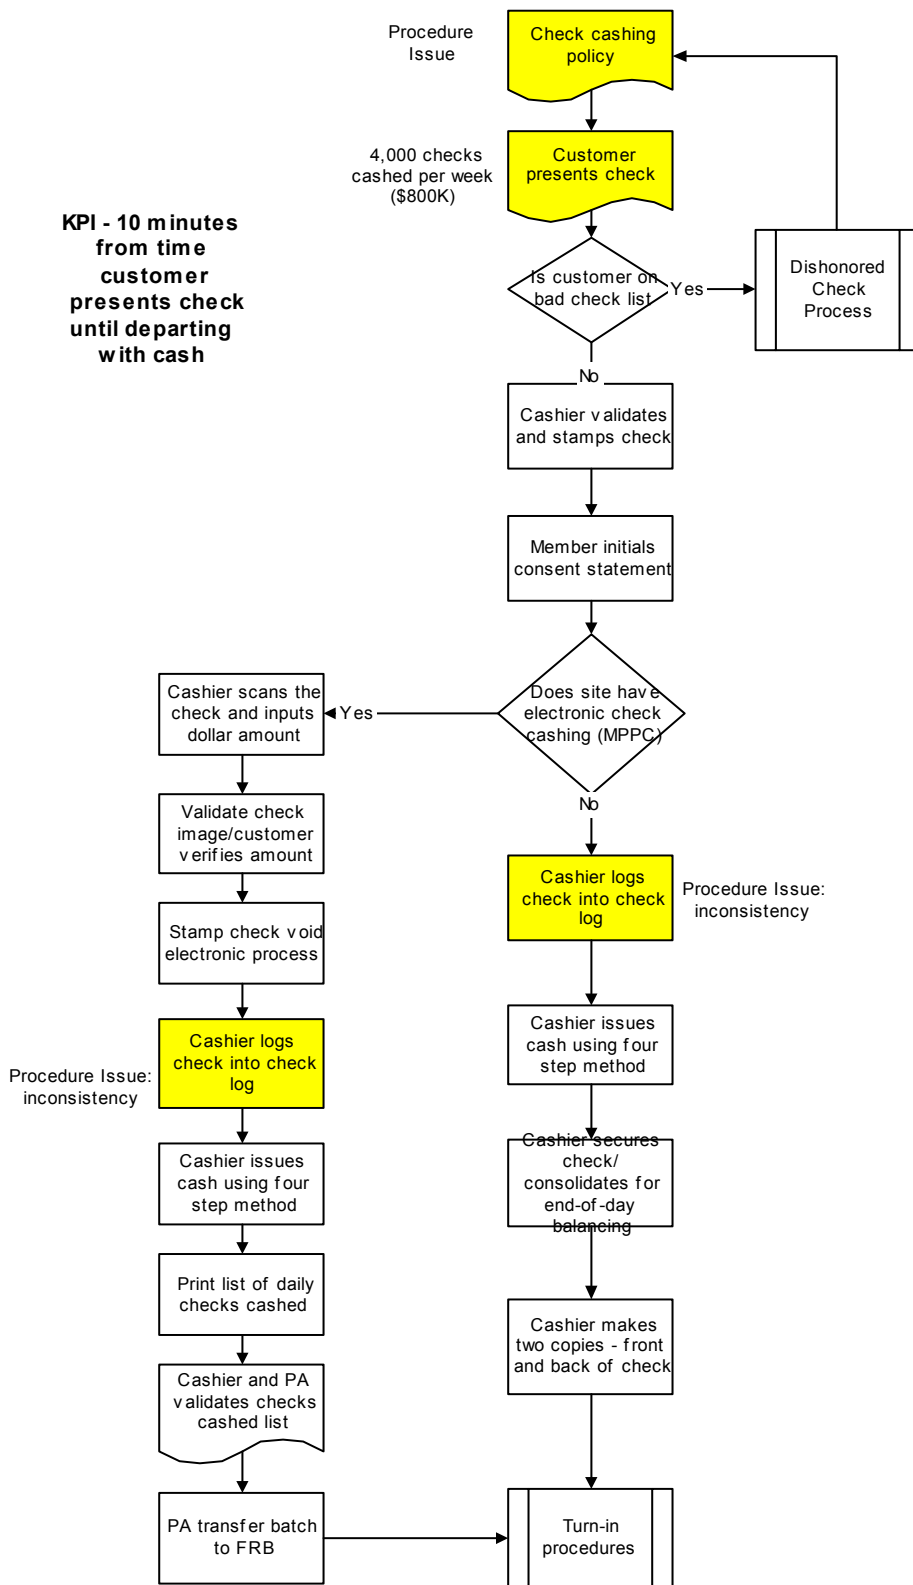 Procedure
Issue
Check cashing
policy
4,000 checks
cashed per week
($800K)
Customer
presents check
KPI - 10 minutes
from time
customer
presents check
until departing
with cash
Is customer on
bad check list
Yes
Dishonored
Check
Process
No
Cashier validates
and stamps check
Member initials
consent statement
Does site have
electronic check
cashing (MPPC)
Yes
Cashier scans the
check and inputs
dollar amount
No
Validate check
image/customer
verifies amount
Cashier logs
check into check
log
Procedure Issue:
inconsistency
Stamp check void
electronic process
Cashier logs
check into check
log
Procedure Issue:
inconsistency
Cashier issues
cash using four
step method
Cashier issues
cash using four
step method
Cashier secures
check/
consolidates for
end-of-day
balancing
Print list of daily
checks cashed
Cashier makes
two copies - front
and back of check
Cashier and PA
validates checks
cashed list
PA transfer batch
to FRB
Turn-in
procedures